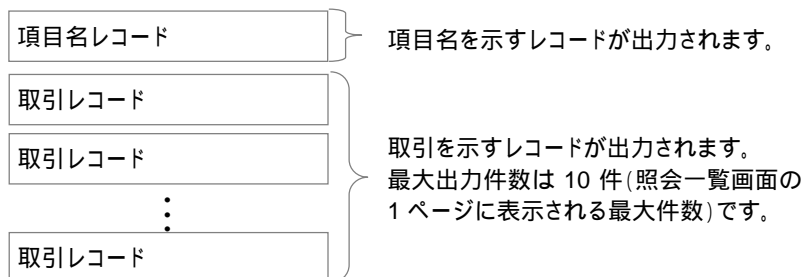 項目名レコード
項目名を示すレコードが出力されます。
取引レコード
取引レコード
取引を示すレコードが出力されます。
最大出力件数は 10 件(照会一覧画面の
1 ページに表示される最大件数)です。
取引レコード